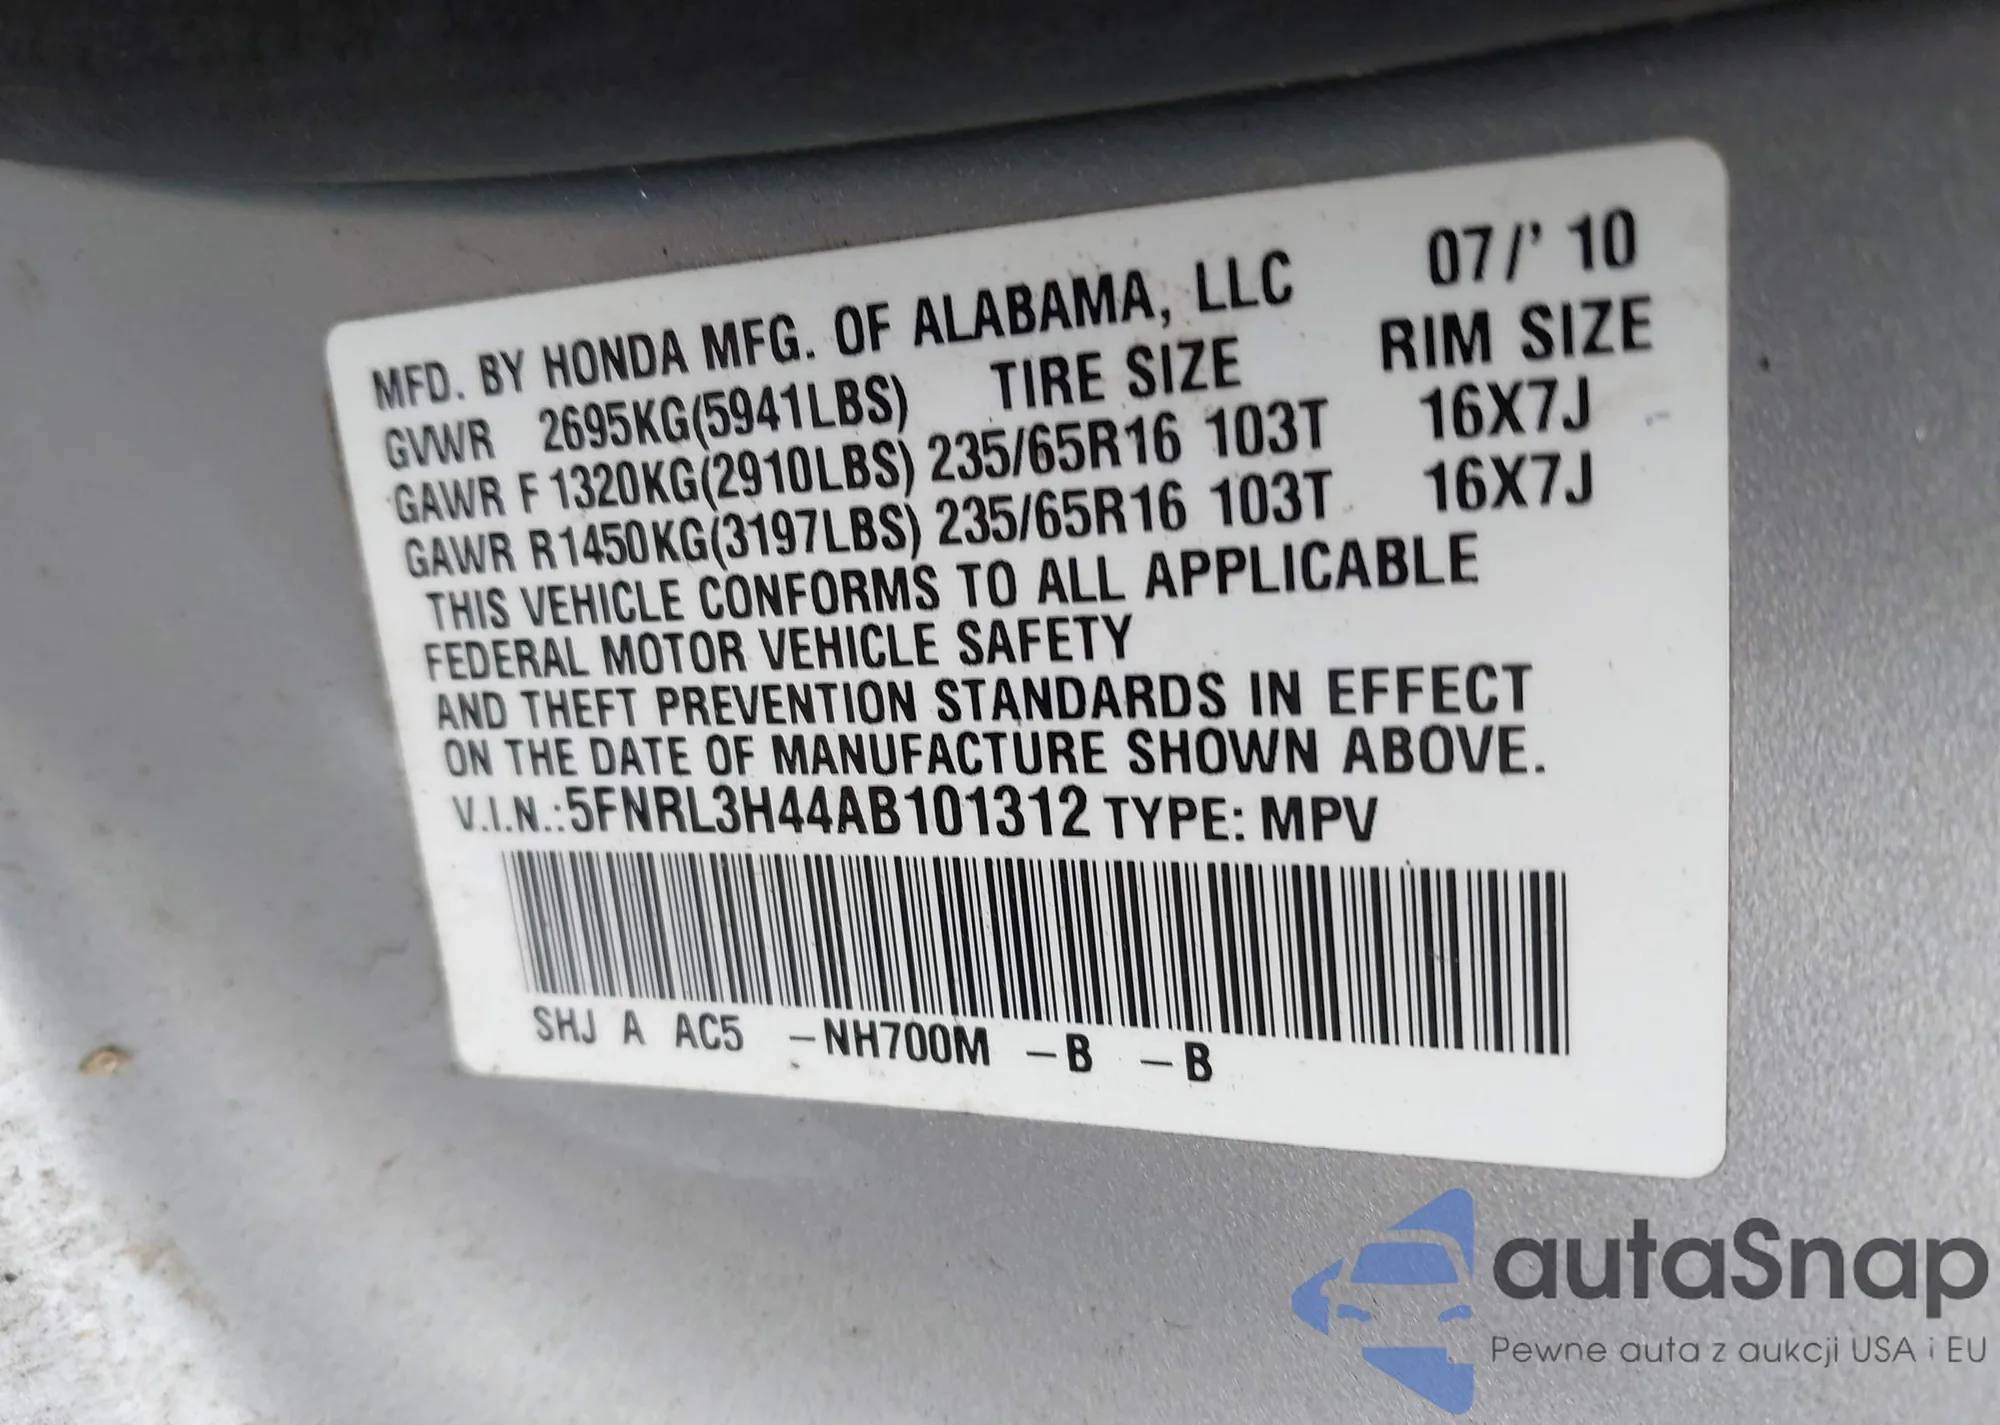 MFD. BY HONDA MFG. OF ALABAMA, LLC 07/' 10
GVWR 2695KG(5941LBS) TIRE SIZE RIM SIZE
GAWR F 1320KG(2910LBS) 235/65R16 103T 16X7J
GAWR R1450KG(3197LBS) 235/65R16 103T 16X7J
THIS VEHICLE CONFORMS TO ALL APPLICABLE
FEDERAL MOTOR VEHICLE SAFETY
AND THEFT PREVENTION STANDARDS IN EFFECT
ON THE DATE OF MANUFACTURE SHOWN ABOVE.
V.I.N.:5FNRL3H44AB101312 TYPE: MPV
SHJ A AC5 -NH700M -B -B
autaSnap
Pewne auta z aukcji USA i EU